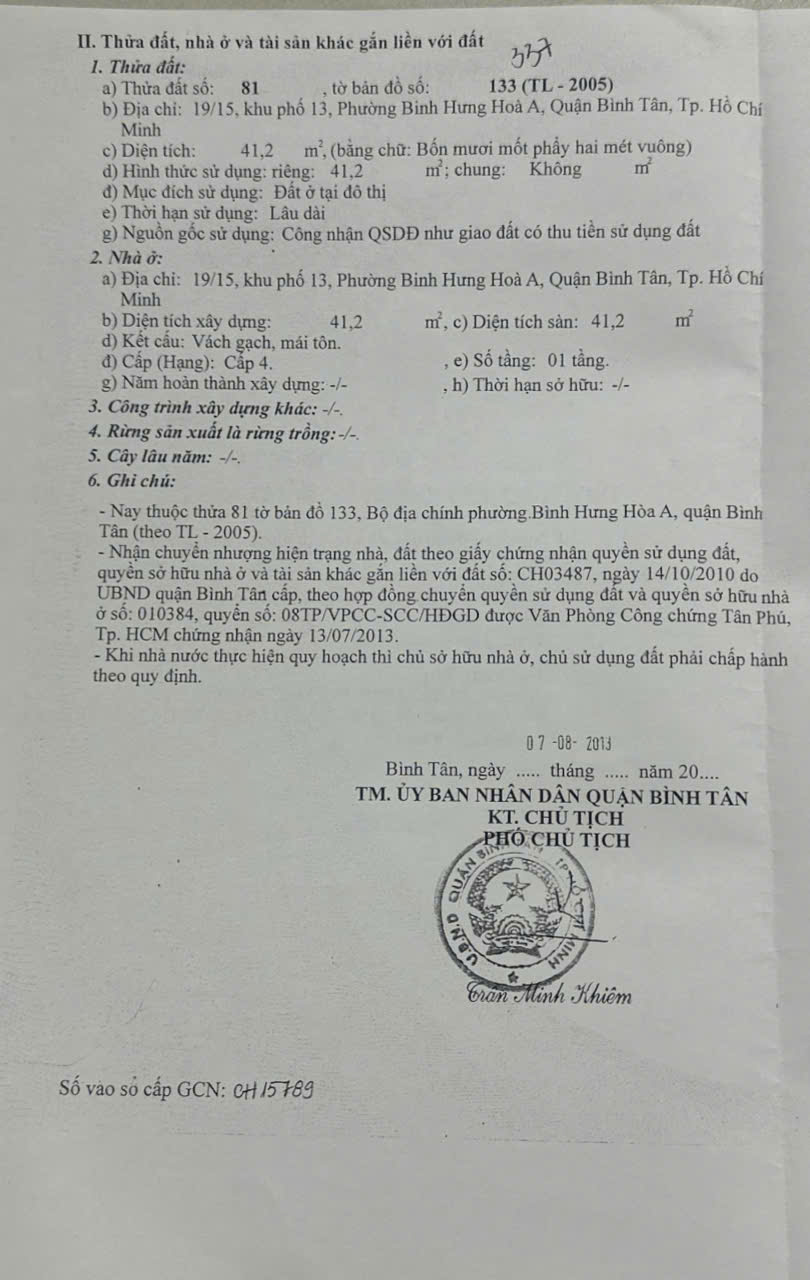 II. Thửa đất, nhà ở và tài sản khác gắn liền với đất
337
1. Thửa đất:
a) Thửa đất số: 81 , tờ bản đồ số: 133 (TL - 2005)
b) Địa chỉ: 19/15, khu phố 13, Phường Bình Hưng Hoà A, Quận Bình Tân, Tp. Hồ Chí
Minh
c) Diện tích: 41,2 m², (bằng chữ: Bốn mươi mốt phẩy hai mét vuông)
d) Hình thức sử dụng: riêng: 41,2 m²; chung: Không m²
đ) Mục đích sử dụng: Đất ở tại đô thị
e) Thời hạn sử dụng: Lâu dài
g) Nguồn gốc sử dụng: Công nhận QSDĐ như giao đất có thu tiền sử dụng đất
2. Nhà ở:
a) Địa chỉ: 19/15, khu phố 13, Phường Bình Hưng Hoà A, Quận Bình Tân, Tp. Hồ Chí
Minh
b) Diện tích xây dựng: 41,2 m², c) Diện tích sàn: 41,2 m²
d) Kết cấu: Vách gạch, mái tôn.
đ) Cấp (Hạng): Cấp 4. , e) Số tầng: 01 tầng.
g) Năm hoàn thành xây dựng: -/- , h) Thời hạn sở hữu: -/-
3. Công trình xây dựng khác: -/-.
4. Rừng sản xuất là rừng trồng: -/-.
5. Cây lâu năm: -/-.
6. Ghi chú:
- Nay thuộc thửa 81 tờ bản đồ 133, Bộ địa chính phường.Bình Hưng Hòa A, quận Bình
Tân (theo TL - 2005).
- Nhận chuyển nhượng hiện trạng nhà, đất theo giấy chứng nhận quyền sử dụng đất,
quyền sở hữu nhà ở và tài sản khác gắn liền với đất số: CH03487, ngày 14/10/2010 do
UBND quận Bình Tân cấp, theo hợp đồng chuyển quyền sử dụng đất và quyền sở hữu nhà
ở số: 010384, quyển số: 08TP/VPCC-SCC/HĐGD được Văn Phòng Công chứng Tân Phú,
Tp. HCM chứng nhận ngày 13/07/2013.
- Khi nhà nước thực hiện quy hoạch thì chủ sở hữu nhà ở, chủ sử dụng đất phải chấp hành
theo quy định.
07 -08- 2013
Bình Tân, ngày ..... tháng ..... năm 20....
TM. ỦY BAN NHÂN DÂN QUẬN BÌNH TÂN
KT. CHỦ TỊCH
PHÓ CHỦ TỊCH
U.B.N.D QUẬN BÌNH TÂN TP. HỒ CHÍ MINH
Trần Minh Khiêm
Số vào sổ cấp GCN: CH15789